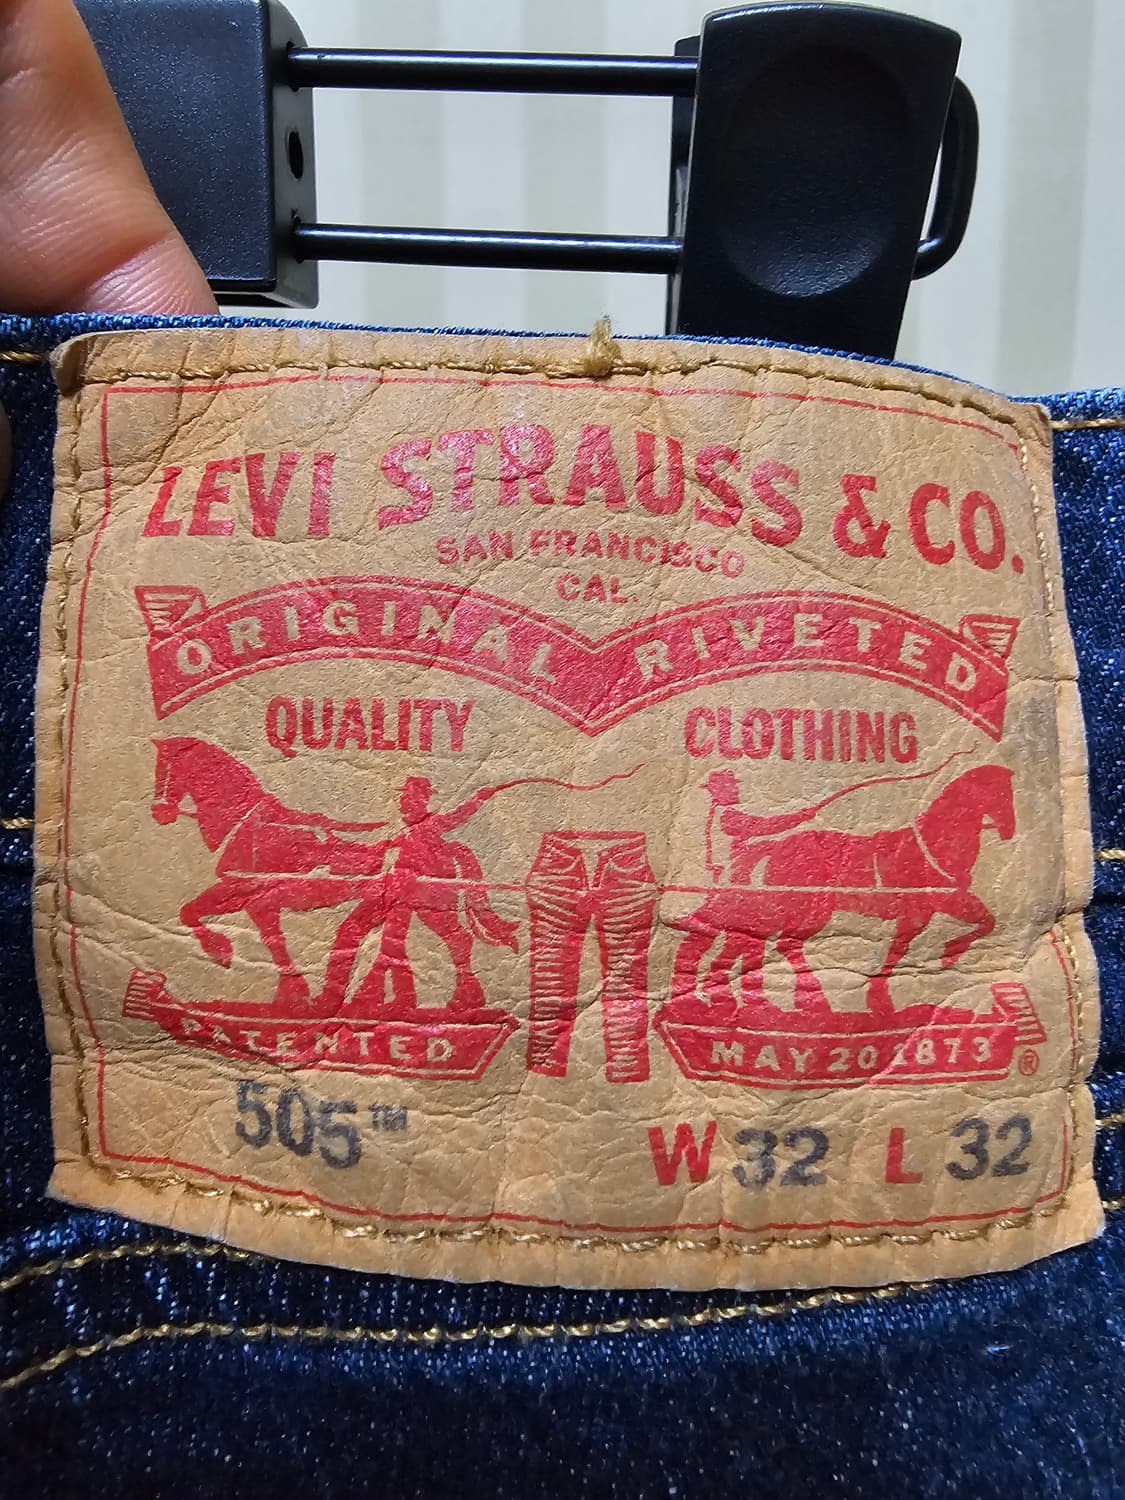 LEVI STRAUSS & CO.
SAN FRANCISCO
CAL.
ORIGINAL RIVETED
QUALITY CLOTHING
PATENTED MAY 20 1873 ®
505™ W 32 L 32